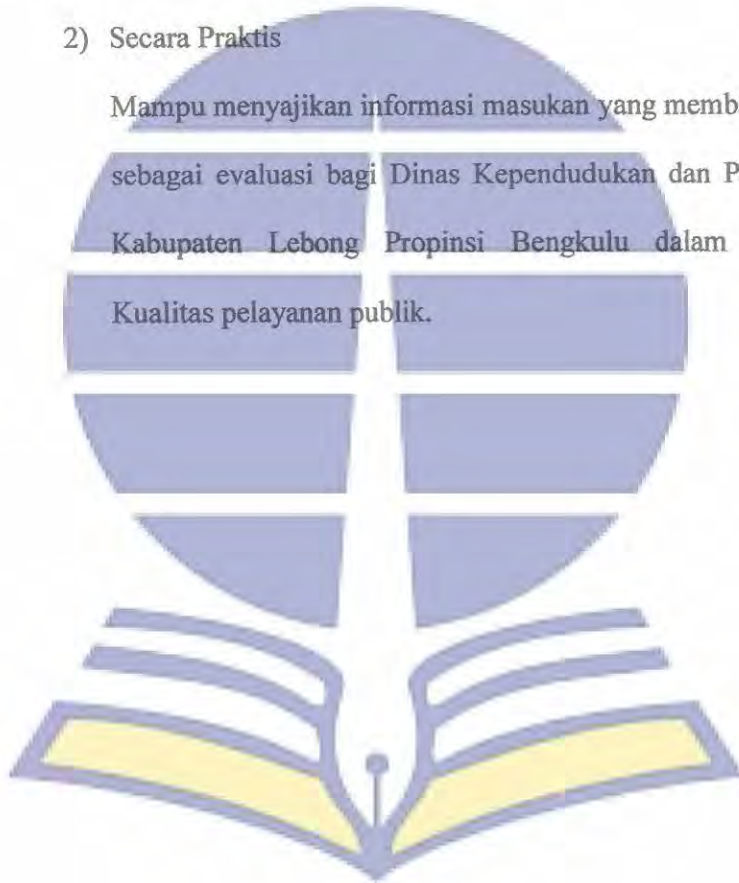 2) Secara Praktis
Mampu menyajikan informasi masukan yang memb
sebagai evaluasi bagi Dinas Kependudukan dan P
Kabupaten Lebong Propinsi Bengkulu dalam
Kualitas pelayanan publik.